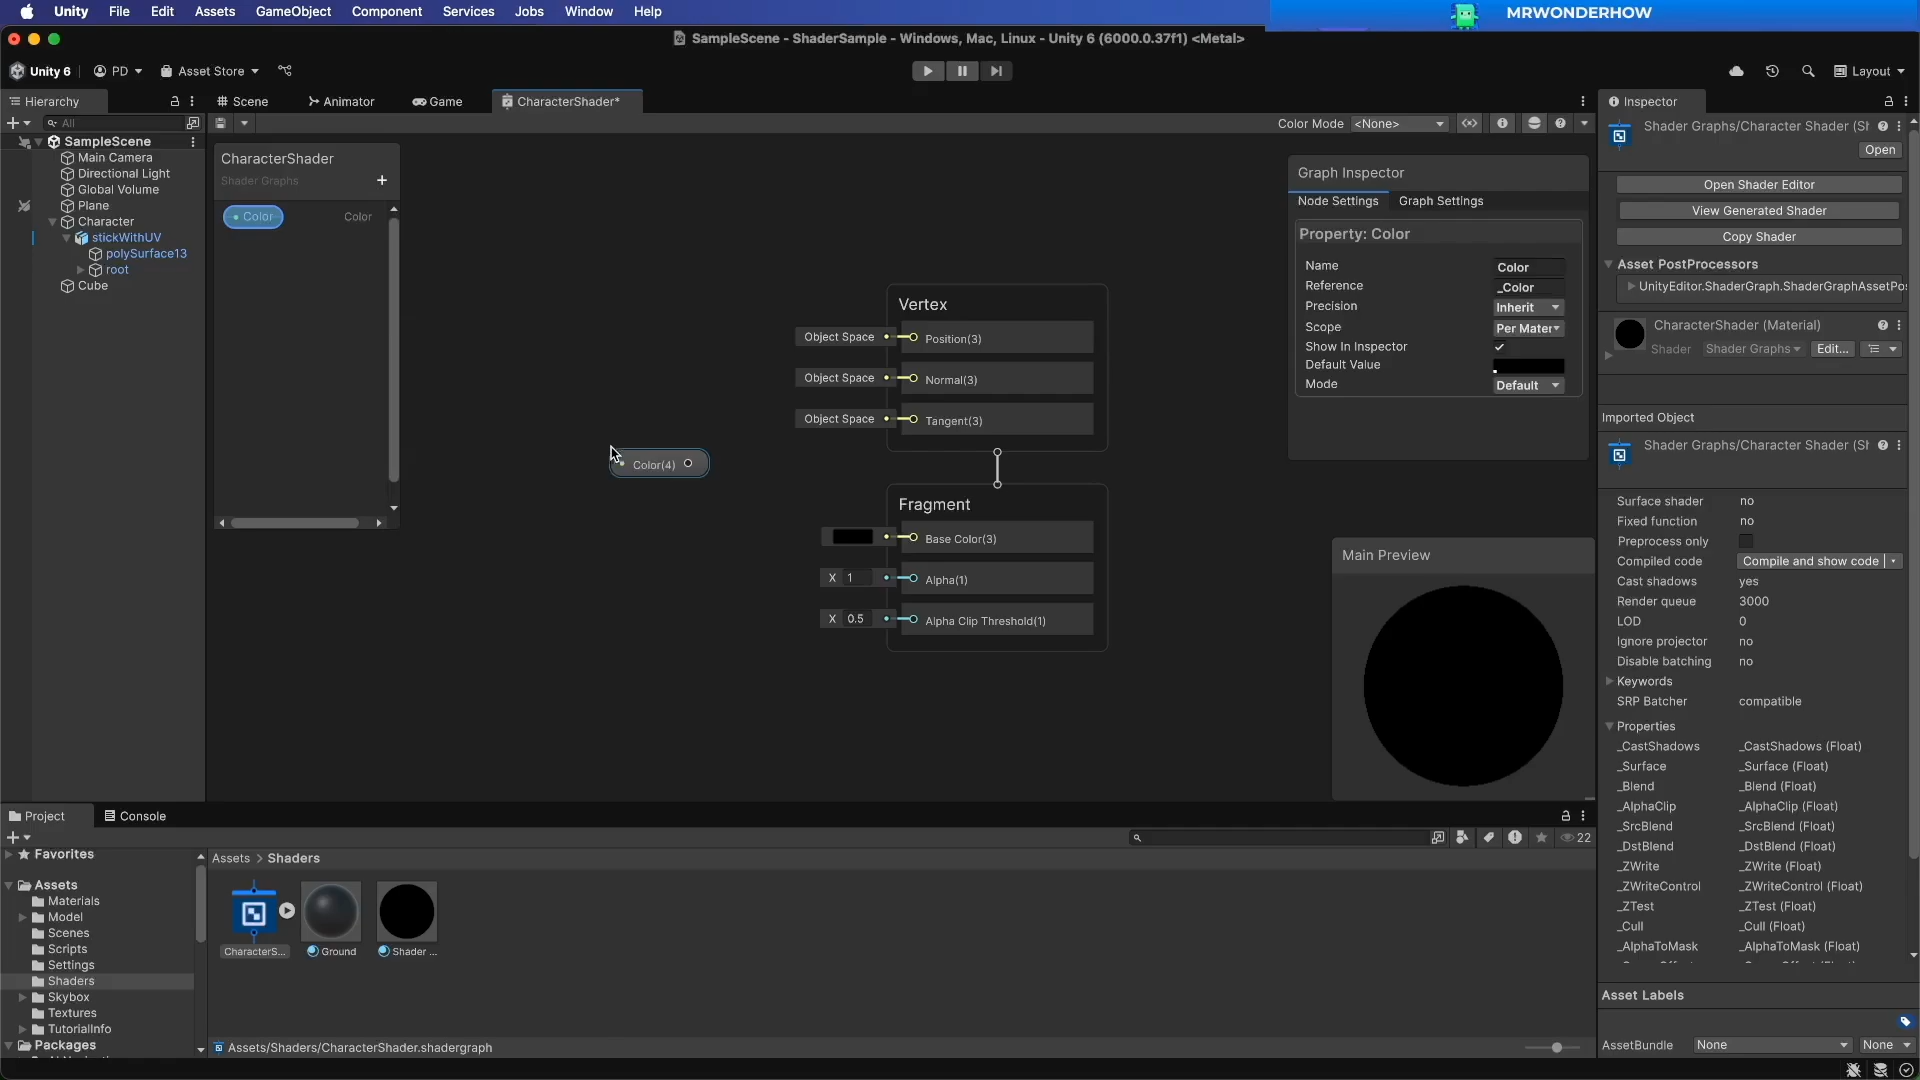 Unity File Edit Assets GameObject Component Services Jobs Window Help
MRWONDERHOW
SampleScene - ShaderSample - Windows, Mac, Linux - Unity 6 (6000.0.37f1) <Metal>
Unity 6 PD Asset Store
Layout
Hierarchy
Scene Animator Game CharacterShader*
Inspector
All
Color Mode <None>
SampleScene
Main Camera
Directional Light
Global Volume
Plane
Character
stickWithUV
polySurface13
root
Cube
CharacterShader
Shader Graphs
Color Color
Color(4)
Vertex
Object Space Position(3)
Object Space Normal(3)
Object Space Tangent(3)
Fragment
Base Color(3)
X 1 Alpha(1)
X 0.5 Alpha Clip Threshold(1)
Graph Inspector
Node Settings Graph Settings
Property: Color
Name Color
Reference _Color
Precision Inherit
Scope Per Mater
Show In Inspector
Default Value
Mode Default
Main Preview
Shader Graphs/Character Shader (Sh
Open
Open Shader Editor
View Generated Shader
Copy Shader
Asset PostProcessors
UnityEditor.ShaderGraph.ShaderGraphAssetPos
CharacterShader (Material)
Shader Shader Graphs Edit...
Imported Object
Shader Graphs/Character Shader (Sh
Surface shader no
Fixed function no
Preprocess only
Compiled code Compile and show code
Cast shadows yes
Render queue 3000
LOD 0
Ignore projector no
Disable batching no
Keywords
SRP Batcher compatible
Properties
_CastShadows _CastShadows (Float)
_Surface _Surface (Float)
_Blend _Blend (Float)
_AlphaClip _AlphaClip (Float)
_SrcBlend _SrcBlend (Float)
_DstBlend _DstBlend (Float)
_ZWrite _ZWrite (Float)
_ZWriteControl _ZWriteControl (Float)
_ZTest _ZTest (Float)
_Cull _Cull (Float)
_AlphaToMask _AlphaToMask (Float)
Asset Labels
AssetBundle None None
Project Console
22
Favorites
Assets
Materials
Model
Scenes
Scripts
Settings
Shaders
Skybox
Textures
TutorialInfo
Packages
Assets > Shaders
CharacterS... Ground Shader ...
Assets/Shaders/CharacterShader.shadergraph